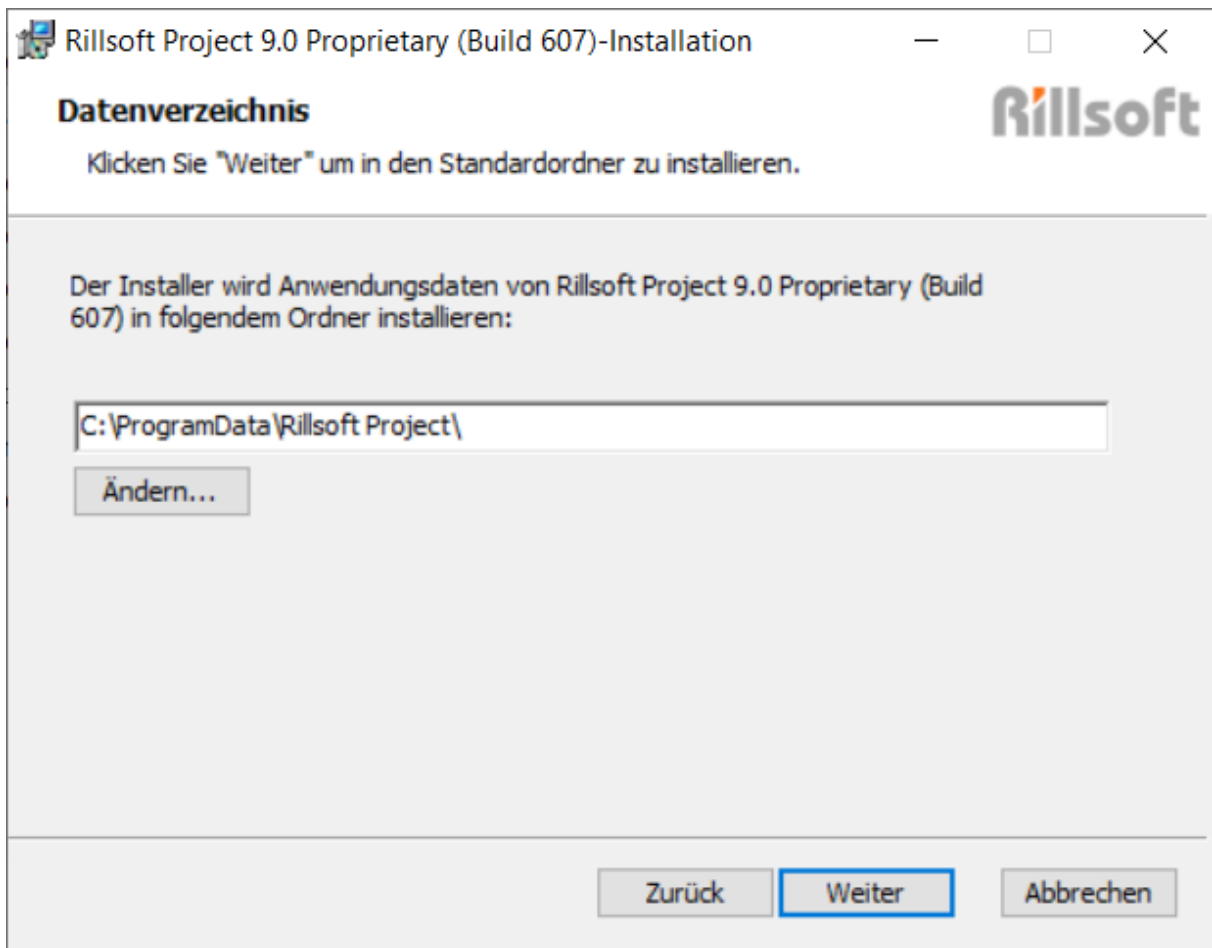 Rillsoft Project 9.0 Proprietary (Build 607)-Installation
Datenverzeichnis
Rillsoft
Klicken Sie "Weiter" um in den Standardordner zu installieren.
Der Installer wird Anwendungsdaten von Rillsoft Project 9.0 Proprietary (Build
607) in folgendem Ordner installieren:
C:\ProgramData\Rillsoft Project\
Ändern...
Zurück
Weiter
Abbrechen